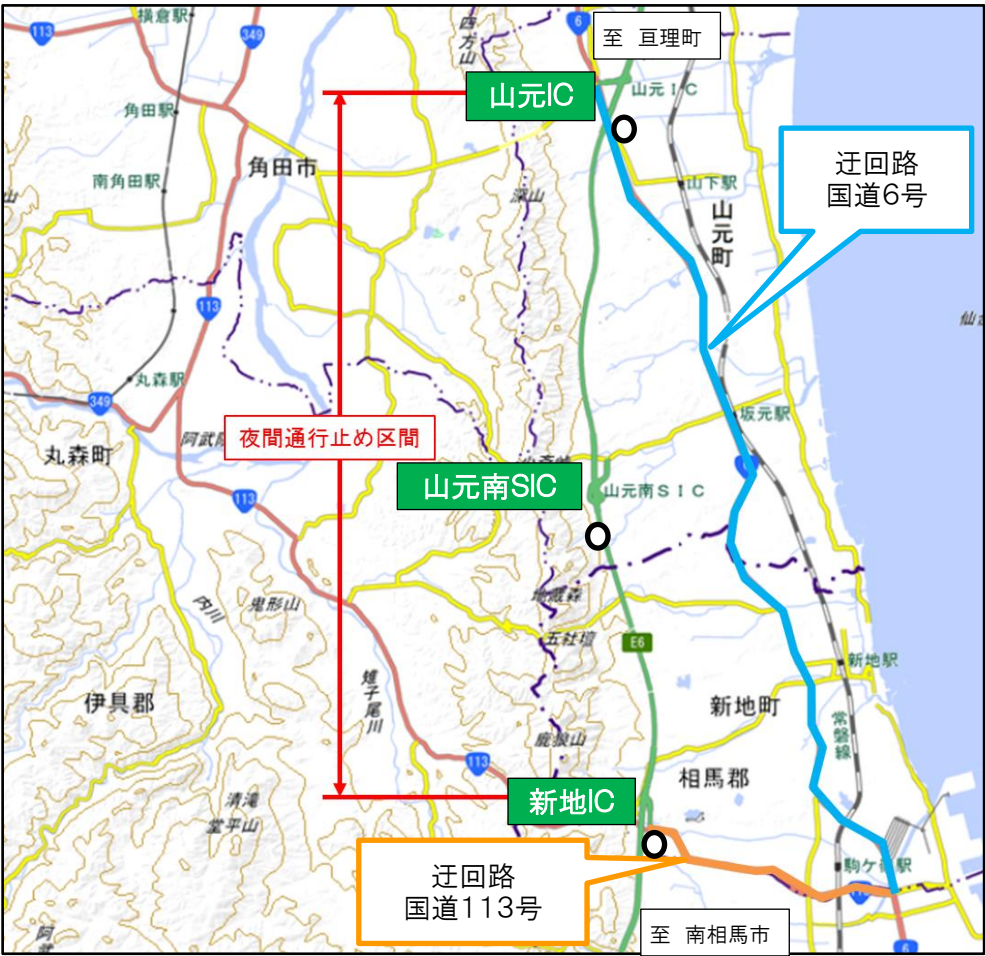 横倉駅
113
349
四方山
6
至 亘理町
山元IC
山元IC
角田駅
角田市
迂回路
国道6号
南角田駅
深山
山下駅
山元町
113
丸森駅
349
坂元駅
夜間通行止め区間
丸森町
山元南SIC
山元南SIC
113
内川
鬼形山
地蔵森
五社壇
E6
新地駅
伊具郡
雉子尾川
新地町
常磐線
鹿狼山
113
相馬郡
新地IC
清滝
堂平山
迂回路
国道113号
駒ケ嶺駅
至 南相馬市
6